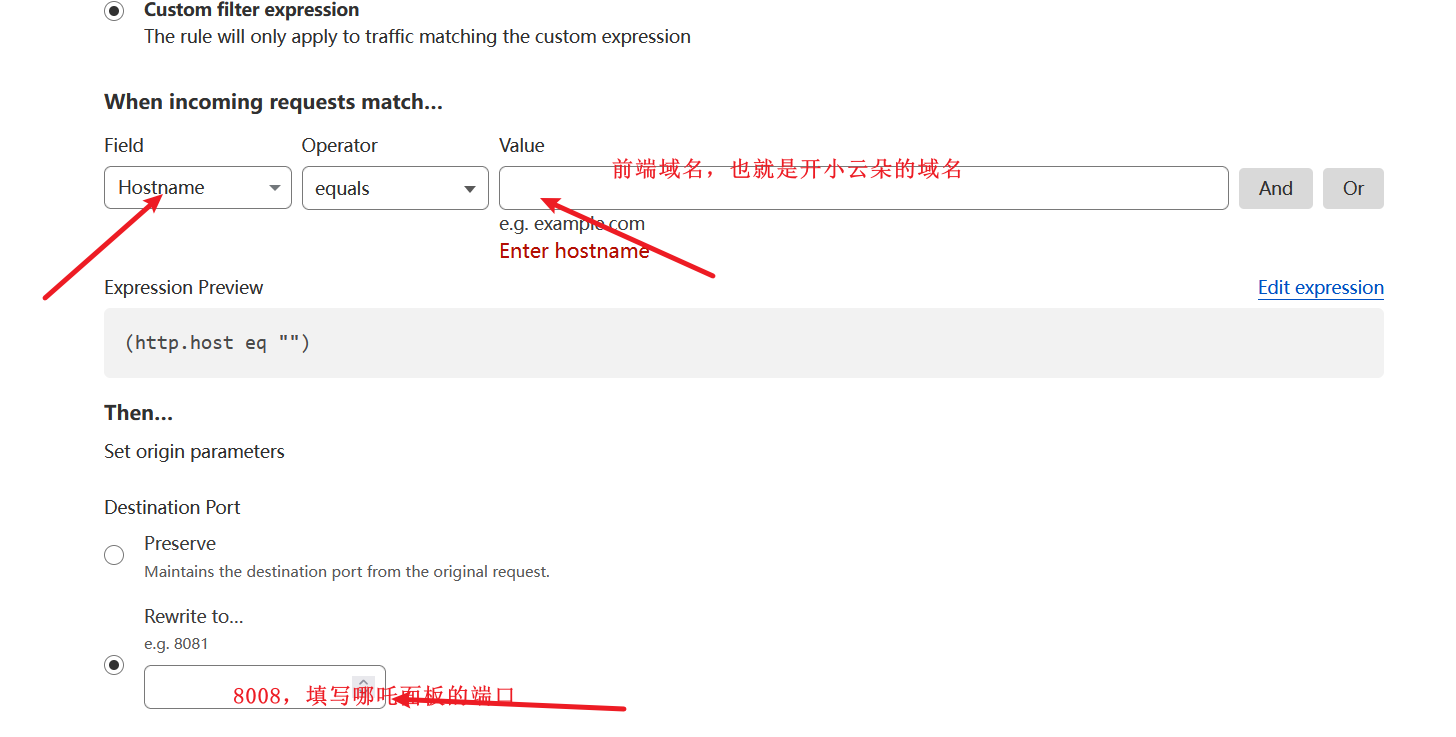 Custom filter expression
The rule will only apply to traffic matching the custom expression
When incoming requests match...
Field
Operator
Value
Hostname
equals
前端域名，也就是开小云朵的域名
And
Or
e.g. example.com
Enter hostname
Expression Preview
Edit expression
(http.host eq "")
Then...
Set origin parameters
Destination Port
Preserve
Maintains the destination port from the original request.
Rewrite to...
e.g. 8081
8008，填写哪吒面板的端口